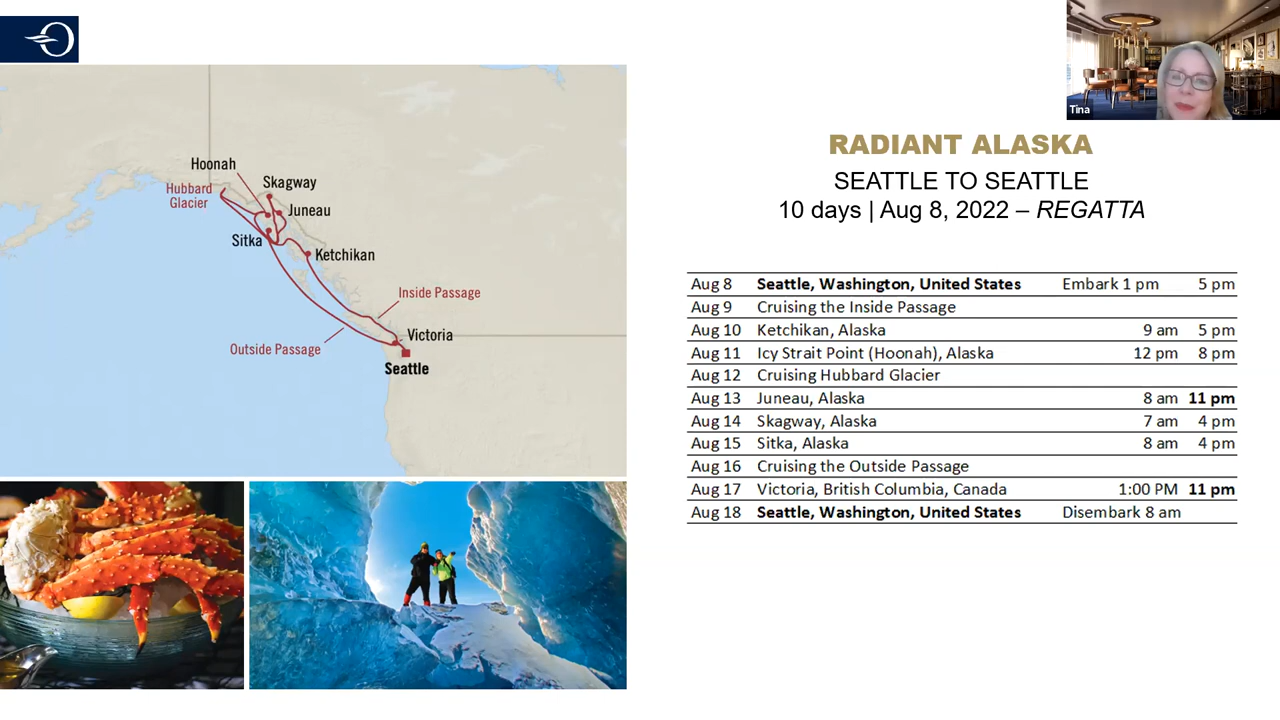 Tina
RADIANT ALASKA
SEATTLE TO SEATTLE
10 days | Aug 8, 2022 – REGATTA
Hoonah
Skagway
Hubbard
Glacier
Juneau
Sitka
Ketchikan
Inside Passage
Victoria
Outside Passage
Seattle
Aug 8 Seattle, Washington, United States Embark 1 pm 5 pm
Aug 9 Cruising the Inside Passage
Aug 10 Ketchikan, Alaska 9 am 5 pm
Aug 11 Icy Strait Point (Hoonah), Alaska 12 pm 8 pm
Aug 12 Cruising Hubbard Glacier
Aug 13 Juneau, Alaska 8 am 11 pm
Aug 14 Skagway, Alaska 7 am 4 pm
Aug 15 Sitka, Alaska 8 am 4 pm
Aug 16 Cruising the Outside Passage
Aug 17 Victoria, British Columbia, Canada 1:00 PM 11 pm
Aug 18 Seattle, Washington, United States Disembark 8 am